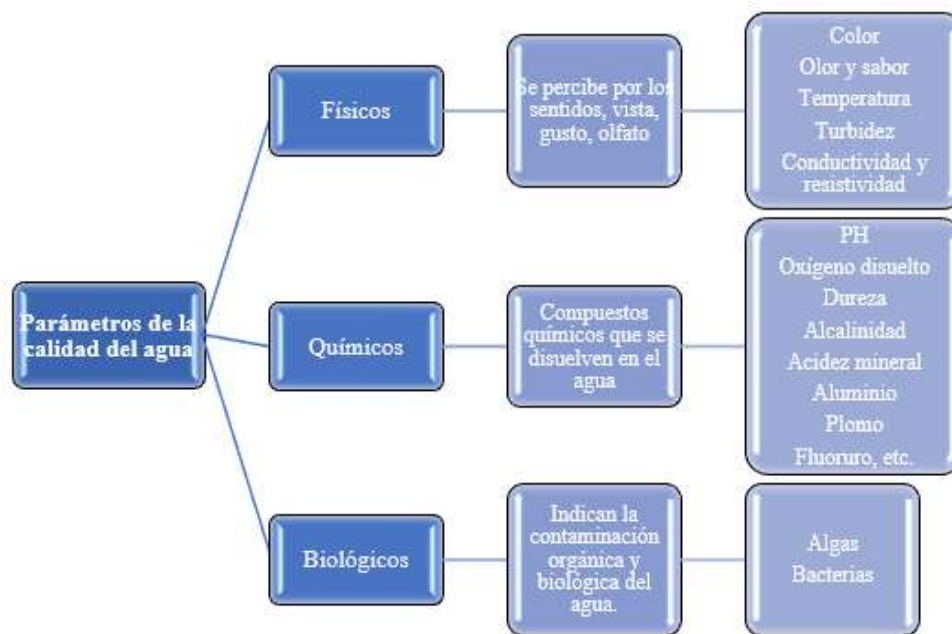 Parámetros de la
calidad del agua
Físicos
Se percibe por los
sentidos, vista,
gusto, olfato
Color
Olor y sabor
Temperatura
Turbidez
Conductividad y
resistividad
Químicos
Compuestos
químicos que se
disuelven en el
agua
PH
Oxígeno disuelto
Dureza
Alcalinidad
Acidez mineral
Aluminio
Plomo
Fluoruro, etc.
Biológicos
Indican la
contaminación
orgánica y
biológica del
agua.
Algas
Bacterias